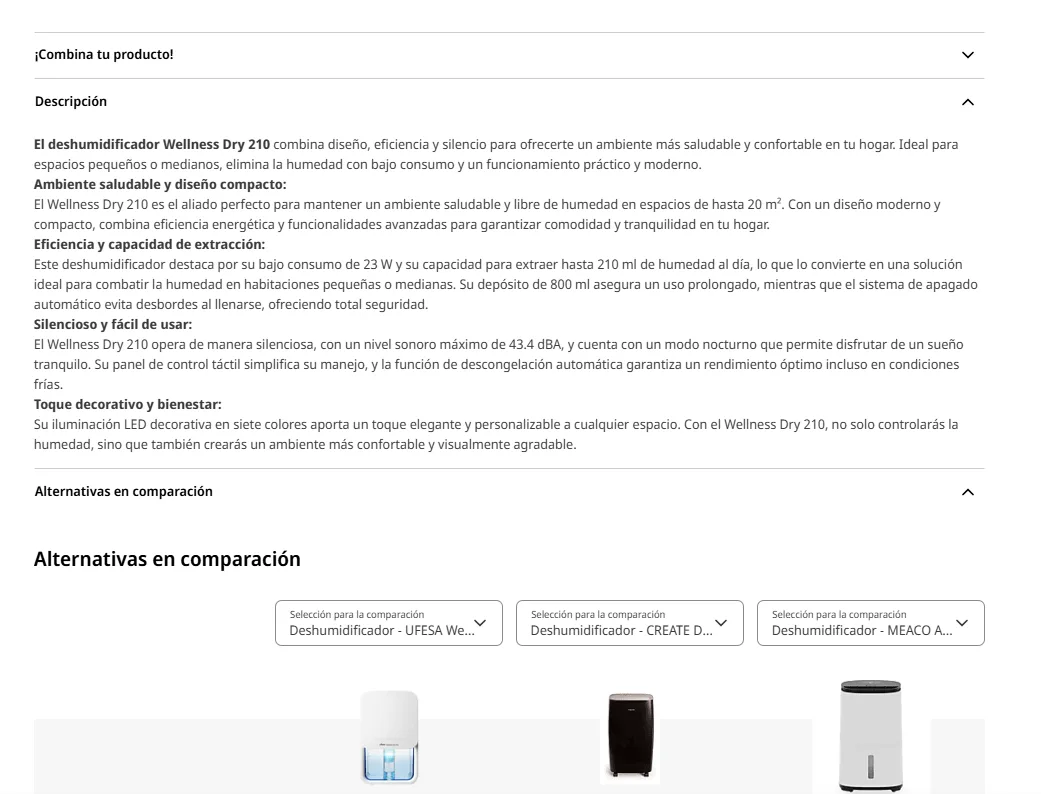 ¡Combina tu producto!
Descripción
El deshumidificador Wellness Dry 210 combina diseño, eficiencia y silencio para ofrecerte un ambiente más saludable y confortable en tu hogar. Ideal para
espacios pequeños o medianos, elimina la humedad con bajo consumo y un funcionamiento práctico y moderno.
Ambiente saludable y diseño compacto:
El Wellness Dry 210 es el aliado perfecto para mantener un ambiente saludable y libre de humedad en espacios de hasta 20 m². Con un diseño moderno y
compacto, combina eficiencia energética y funcionalidades avanzadas para garantizar comodidad y tranquilidad en tu hogar.
Eficiencia y capacidad de extracción:
Este deshumidificador destaca por su bajo consumo de 23 W y su capacidad para extraer hasta 210 ml de humedad al día, lo que lo convierte en una solución
ideal para combatir la humedad en habitaciones pequeñas o medianas. Su depósito de 800 ml asegura un uso prolongado, mientras que el sistema de apagado
automático evita desbordes al llenarse, ofreciendo total seguridad.
Silencioso y fácil de usar:
El Wellness Dry 210 opera de manera silenciosa, con un nivel sonoro máximo de 43.4 dBA, y cuenta con un modo nocturno que permite disfrutar de un sueño
tranquilo. Su panel de control táctil simplifica su manejo, y la función de descongelación automática garantiza un rendimiento óptimo incluso en condiciones
frías.
Toque decorativo y bienestar:
Su iluminación LED decorativa en siete colores aporta un toque elegante y personalizable a cualquier espacio. Con el Wellness Dry 210, no solo controlarás la
humedad, sino que también crearás un ambiente más confortable y visualmente agradable.
Alternativas en comparación
Alternativas en comparación
Selección para la comparación
Deshumidificador - UFESA We...
Selección para la comparación
Deshumidificador - CREATE D...
Selección para la comparación
Deshumidificador - MEACO A...